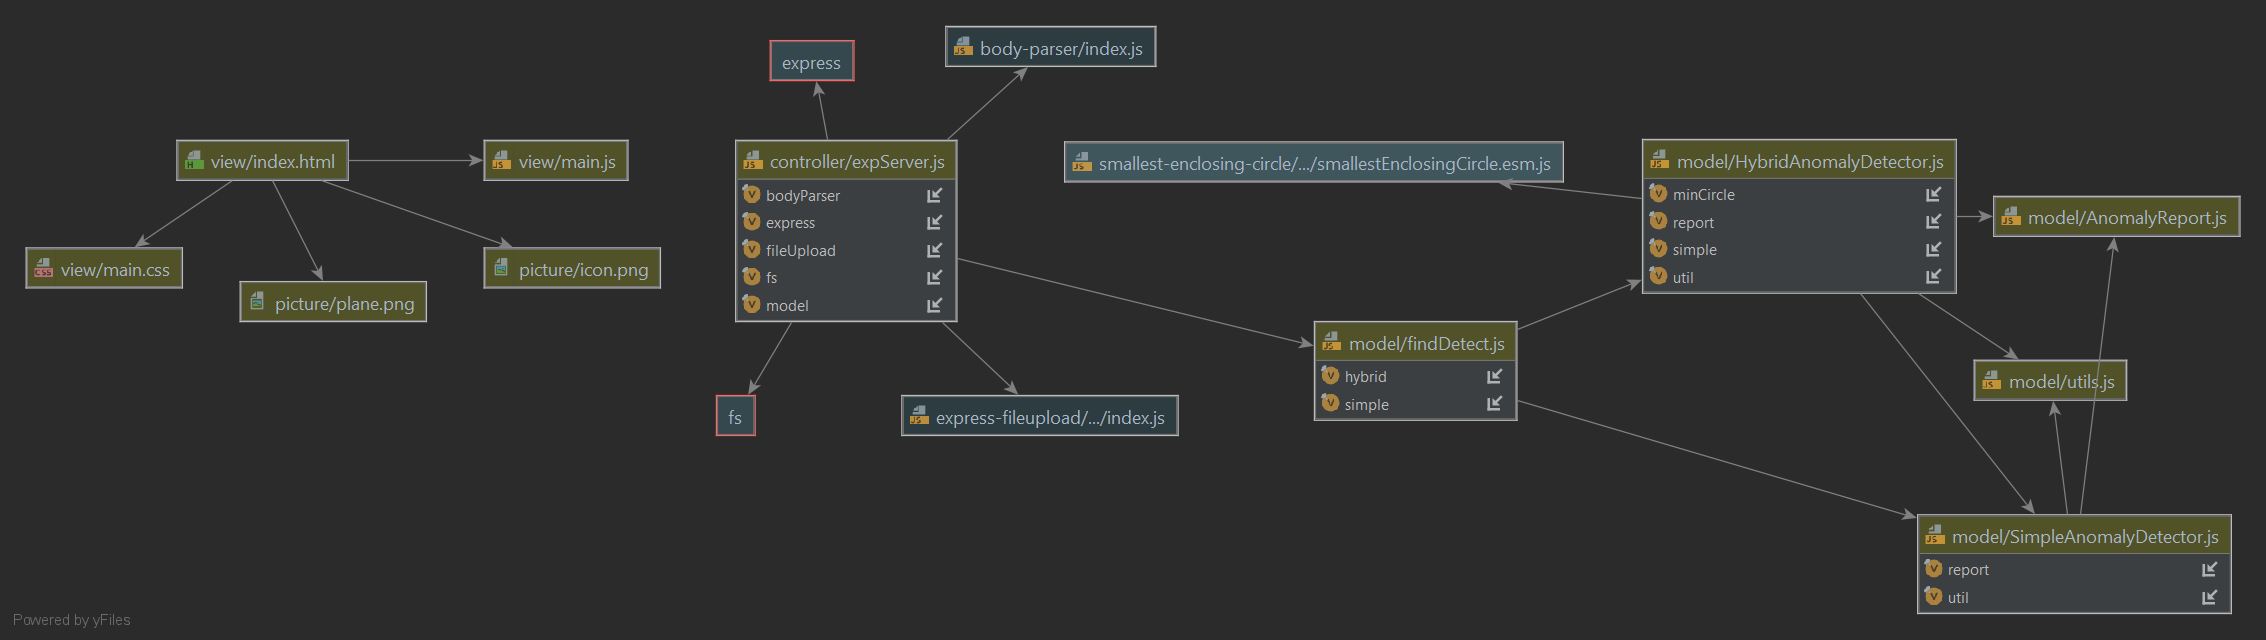 express
body-parser/index.js
view/index.html
view/main.js
view/main.css
picture/plane.png
picture/icon.png
controller/expServer.js
bodyParser
express
fileUpload
fs
model
fs
express-fileupload/.../index.js
smallest-enclosing-circle/.../smallestEnclosingCircle.esm.js
model/findDetect.js
hybrid
simple
model/HybridAnomalyDetector.js
minCircle
report
simple
util
model/AnomalyReport.js
model/utils.js
model/SimpleAnomalyDetector.js
report
util
Powered by yFiles